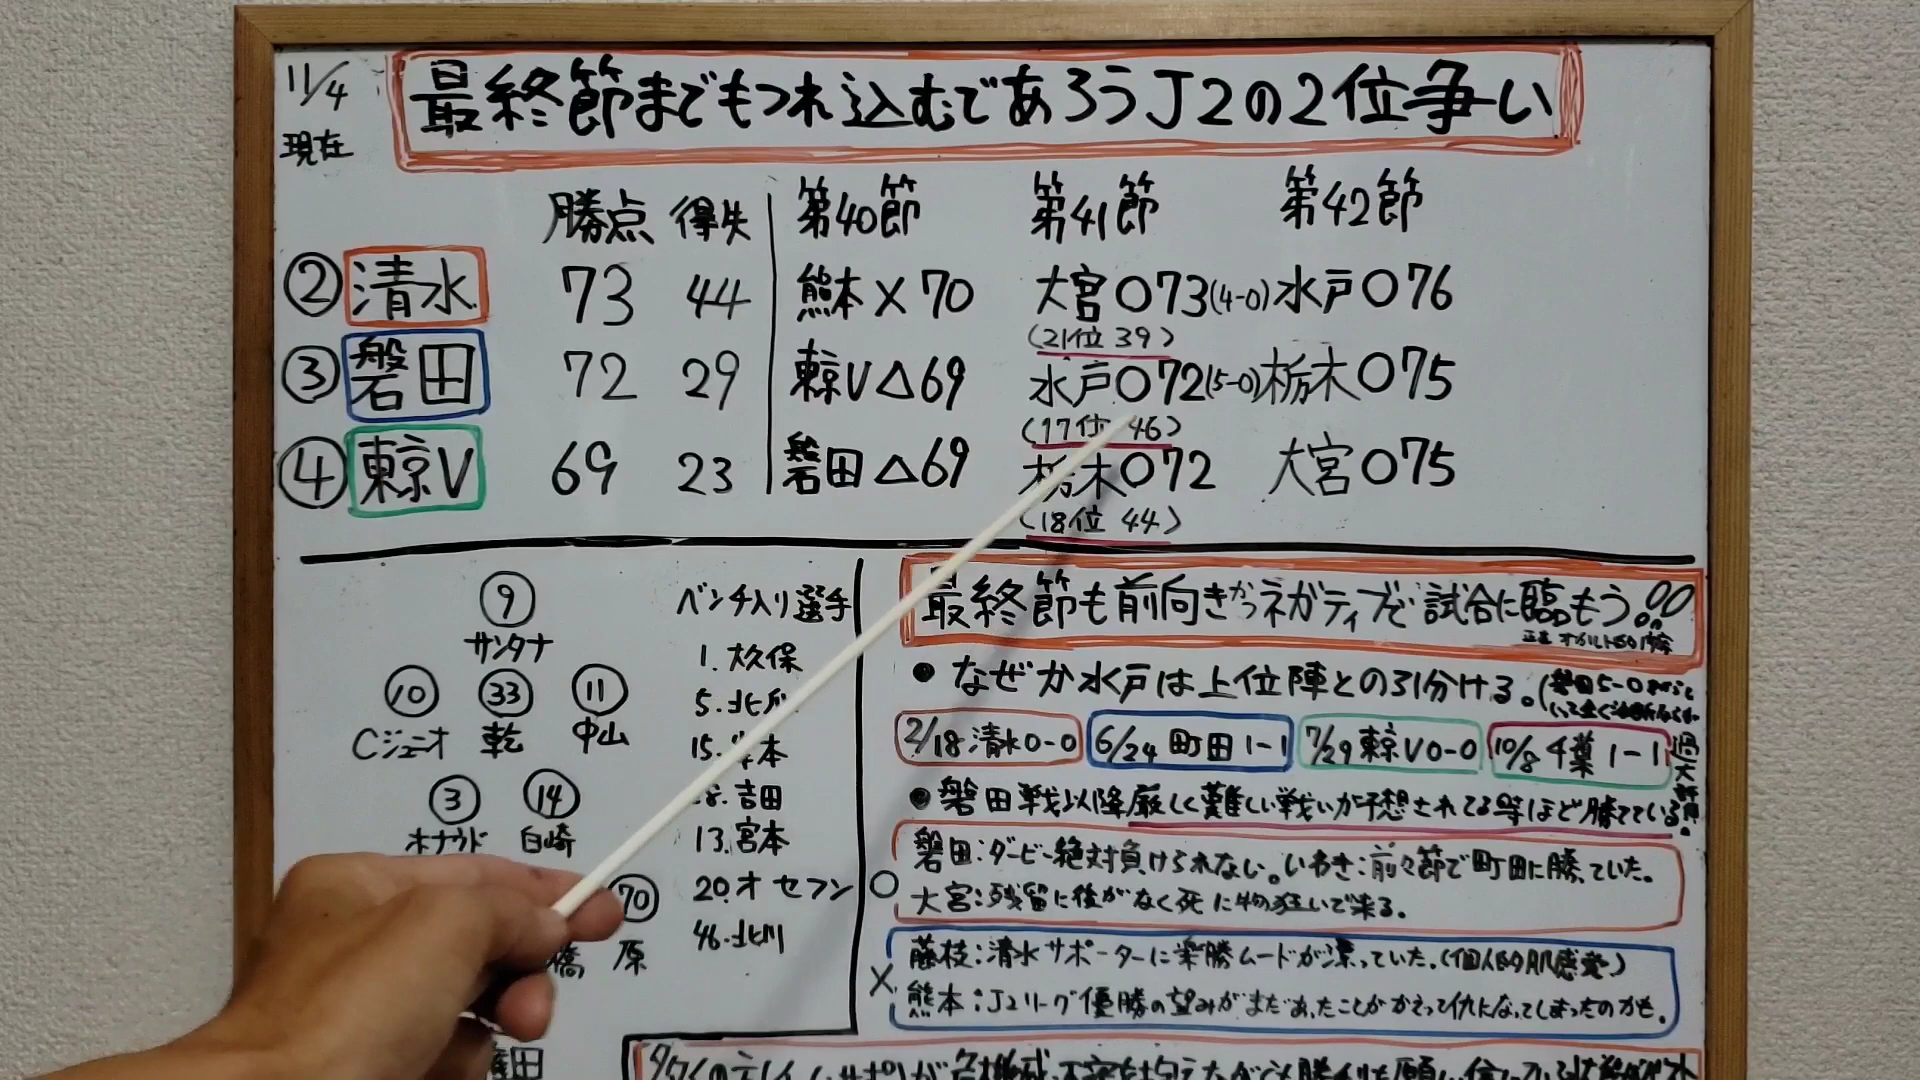 11/4
現在
最終節までもつれ込むであろうJ2の2位争い
勝点 得失 第40節 第41節 第42節
② 清水 73 44 熊本×70 大宮○73(4-0) 水戸○76
(21位 39)
③ 磐田 72 29 東京V△69 水戸○72(5-0) 栃木○75
(17位 46)
④ 東京V 69 23 磐田△69 栃木○72 大宮○75
(18位 44)
⑨
サンタナ
⑩ ㉝ ⑪
Cジュニオ 乾 中山
③ ⑭
ホナウド 白崎
70
橋 原
ベンチ入り選手
1. 大久保
5. 北爪
15. 岸本
8. 吉田
13. 宮本
20. オセフン
46. 北川
最終節も前向きかつネガティブで試合に臨もう!!
● なぜか水戸は上位陣との引分ける。
2/18 清水0-0 6/24 町田1-1 7/29 東京V0-0 10/8 千葉1-1
過大評価!
● 磐田戦以降厳しく難しい戦いが予想されてる等ほど勝てている
○ 磐田:ダービー絶対負けられない。いわき:前々節で町田に勝っていた。
大宮:残留に後がなく死に物狂いで来る。
× 藤枝:清水サポーターに楽勝ムードが漂っていた。(個人的肌感覚)
熊本:J2リーグ優勝の望みがまだあったことがかえって仇になってしまったのかも。